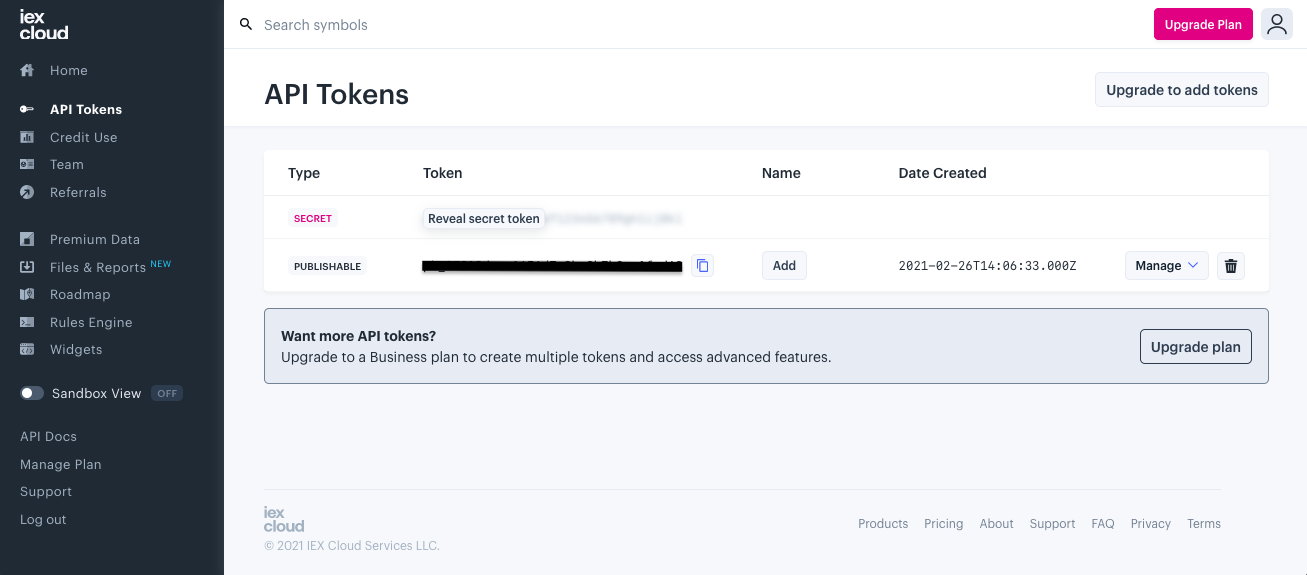 iex
cloud
Search symbols
Upgrade Plan
Home
API Tokens
Credit Use
Team
Referrals
Premium Data
Files & Reports NEW
Roadmap
Rules Engine
Widgets
Sandbox View OFF
API Docs
Manage Plan
Support
Log out
API Tokens
Upgrade to add tokens
Type Token Name Date Created
SECRET Reveal secret token
PUBLISHABLE Add 2021-02-26T14:06:33.000Z Manage
Want more API tokens?
Upgrade to a Business plan to create multiple tokens and access advanced features.
Upgrade plan
iex
cloud
© 2021 IEX Cloud Services LLC.
Products Pricing About Support FAQ Privacy Terms